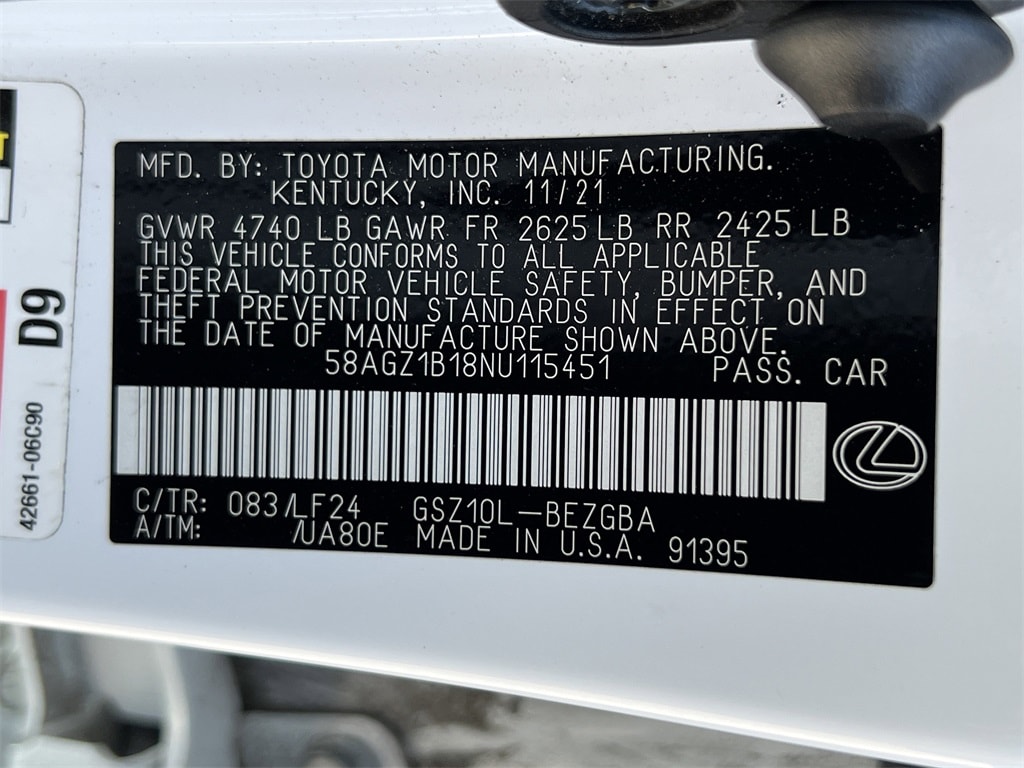 MFD. BY: TOYOTA MOTOR MANUFACTURING.
KENTUCKY, INC. 11/21
GVWR 4740 LB GAWR FR 2625 LB RR 2425 LB
THIS VEHICLE CONFORMS TO ALL APPLICABLE
FEDERAL MOTOR VEHICLE SAFETY, BUMPER, AND
THEFT PREVENTION STANDARDS IN EFFECT ON
THE DATE OF MANUFACTURE SHOWN ABOVE.
58AGZ1B18NU115451 PASS. CAR
C/TR: 083/LF24 GSZ10L-BEZGBA
A/TM: /UA80E MADE IN U.S.A. 91395
D9
42661-06C90